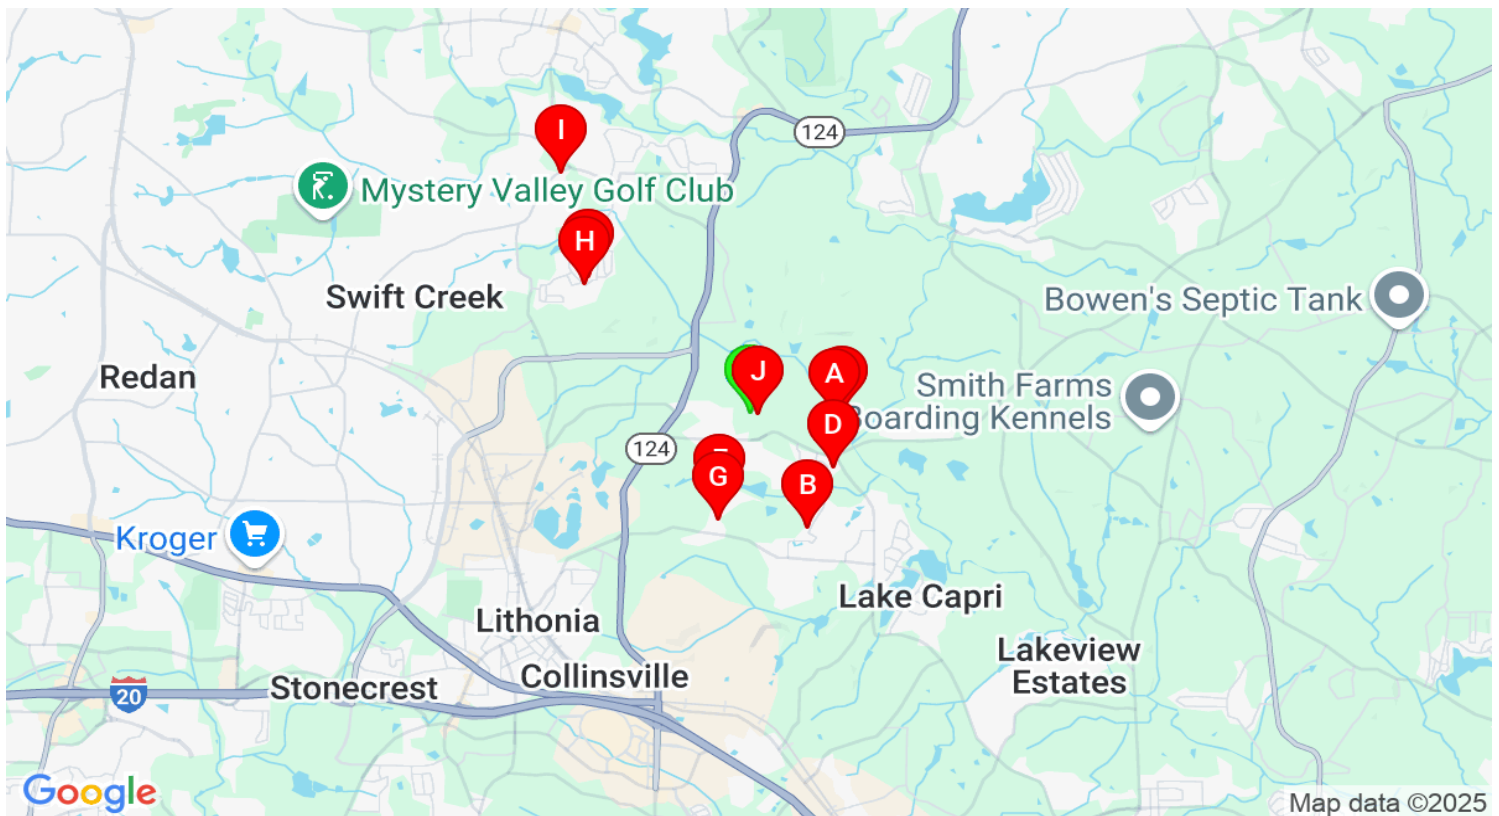 124
I
Mystery Valley Golf Club
H
Swift Creek
Bowen's Septic Tank
Redan
J
A
Smith Farms
Boarding Kennels
D
124
G
B
Kroger
Lake Capri
Lithonia
Lakeview
Estates
Collinsville
Stonecrest
20
Google
Map data ©2025